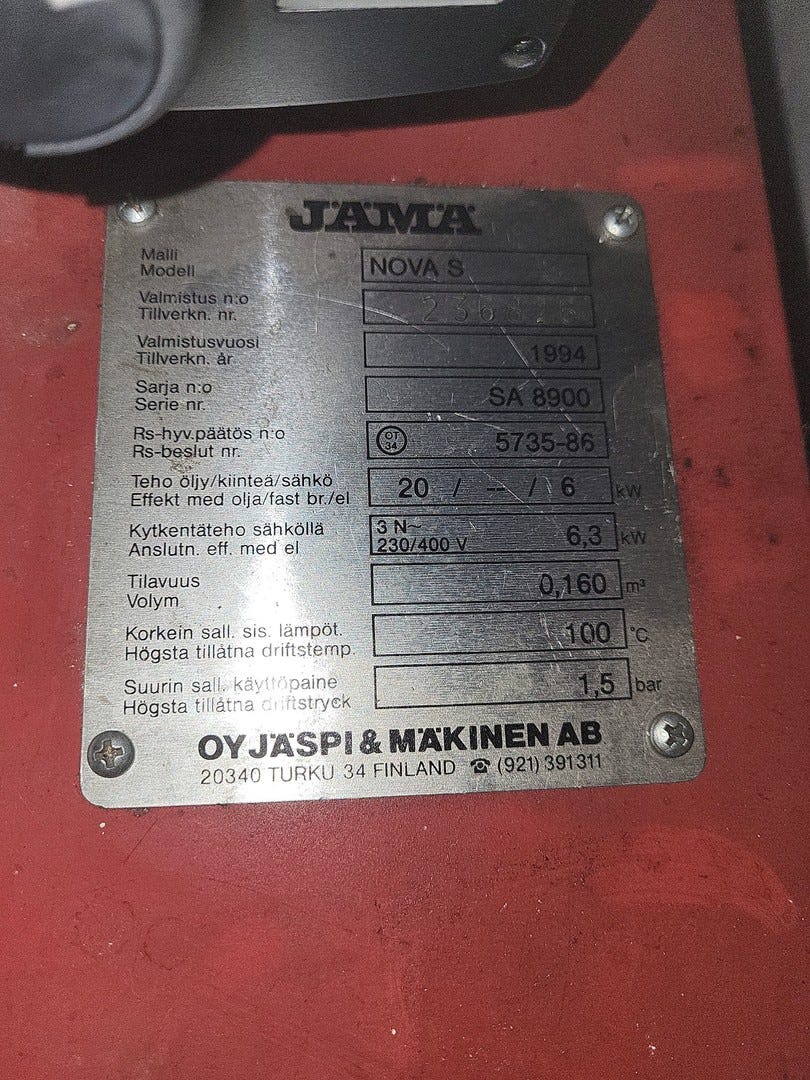 JÄMÄ
Malli
Modell
NOVA S
Valmistus n:o
Tillverkn. nr.
Valmistusvuosi
Tillverkn. år
1994
Sarja n:o
Serie nr.
SA 8900
Rs-hyv.päätös n:o
Rs-beslut nr.
OT
34
5735-86
Teho öljy/kiinteä/sähkö
Effekt med olja/fast br./el
20 / -- / 6 kW
Kytkentäteho sähköllä
Anslutn. eff. med el
3 N~
230/400 V
6,3 kW
Tilavuus
Volym
0,160 m³
Korkein sall. sis. lämpöt.
Högsta tillåtna driftstemp.
100 °C
Suurin sall. käyttöpaine
Högsta tillåtna driftstryck
1,5 bar
OY JÄSPI & MÄKINEN AB
20340 TURKU 34 FINLAND ☎ (921) 391311